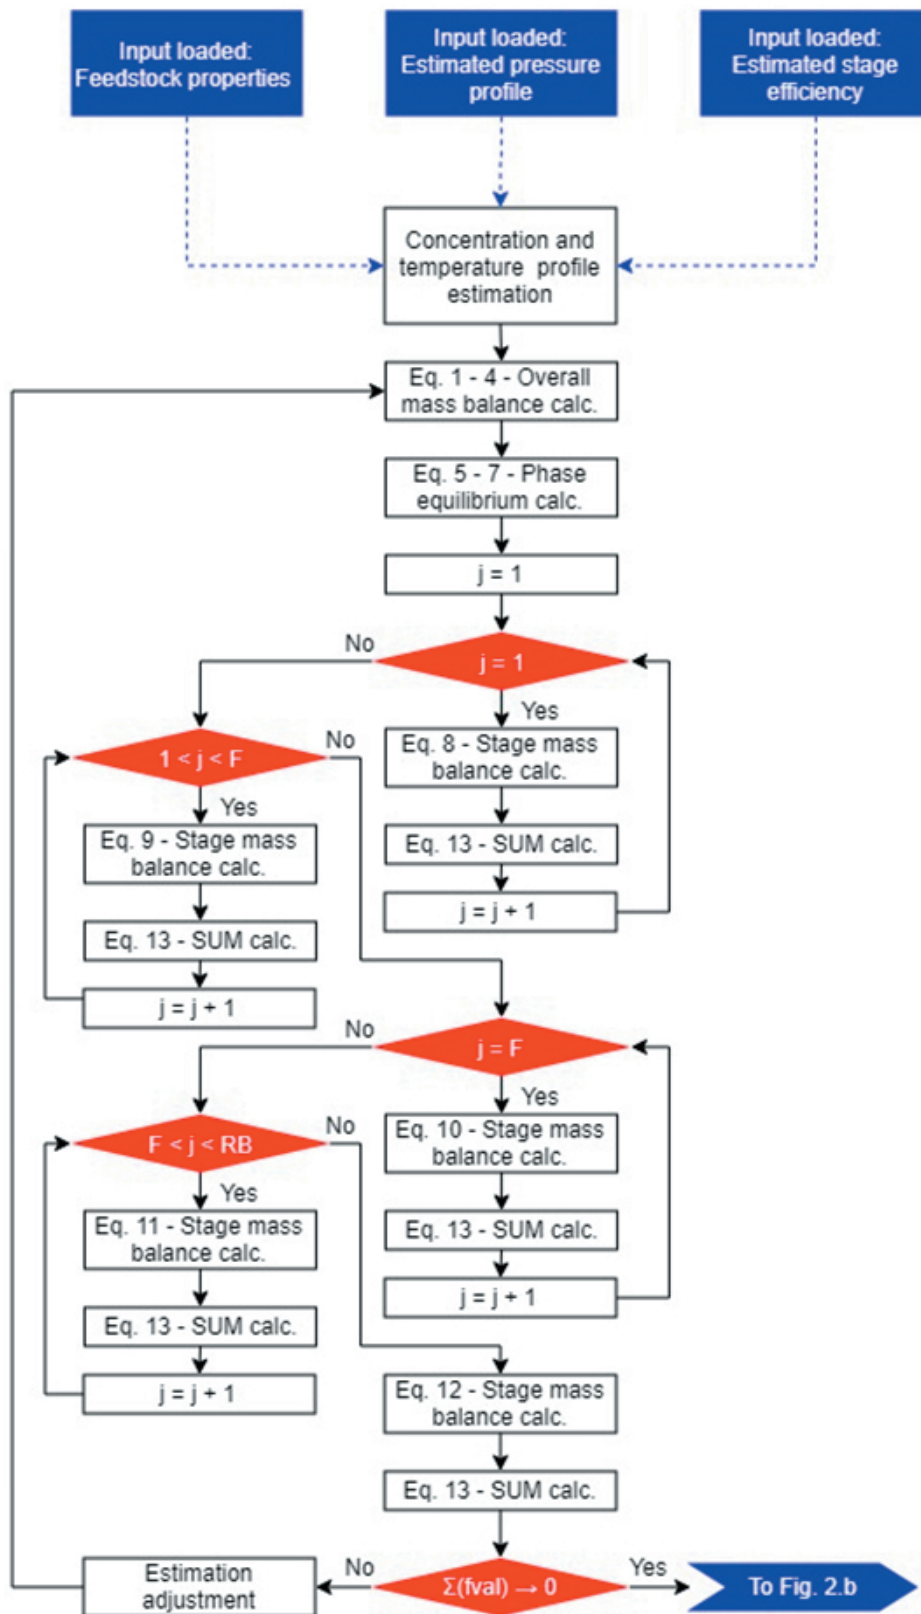 Input loaded:
Feedstock properties
Input loaded:
Estimated pressure
profile
Input loaded:
Estimated stage
efficiency
Concentration and
temperature profile
estimation
Eq. 1 - 4 - Overall
mass balance calc.
Eq. 5 - 7 - Phase
equilibrium calc.
j = 1
No
j = 1
Yes
Eq. 8 - Stage mass
balance calc.
Eq. 13 - SUM calc.
j = j + 1
1 < j < F
No
Yes
Eq. 9 - Stage mass
balance calc.
Eq. 13 - SUM calc.
j = j + 1
No
j = F
Yes
Eq. 10 - Stage mass
balance calc.
Eq. 13 - SUM calc.
j = j + 1
F < j < RB
No
Yes
Eq. 11 - Stage mass
balance calc.
Eq. 13 - SUM calc.
j = j + 1
Eq. 12 - Stage mass
balance calc.
Eq. 13 - SUM calc.
Estimation
adjustment
No
Σ(fval) → 0
Yes
To Fig. 2.b